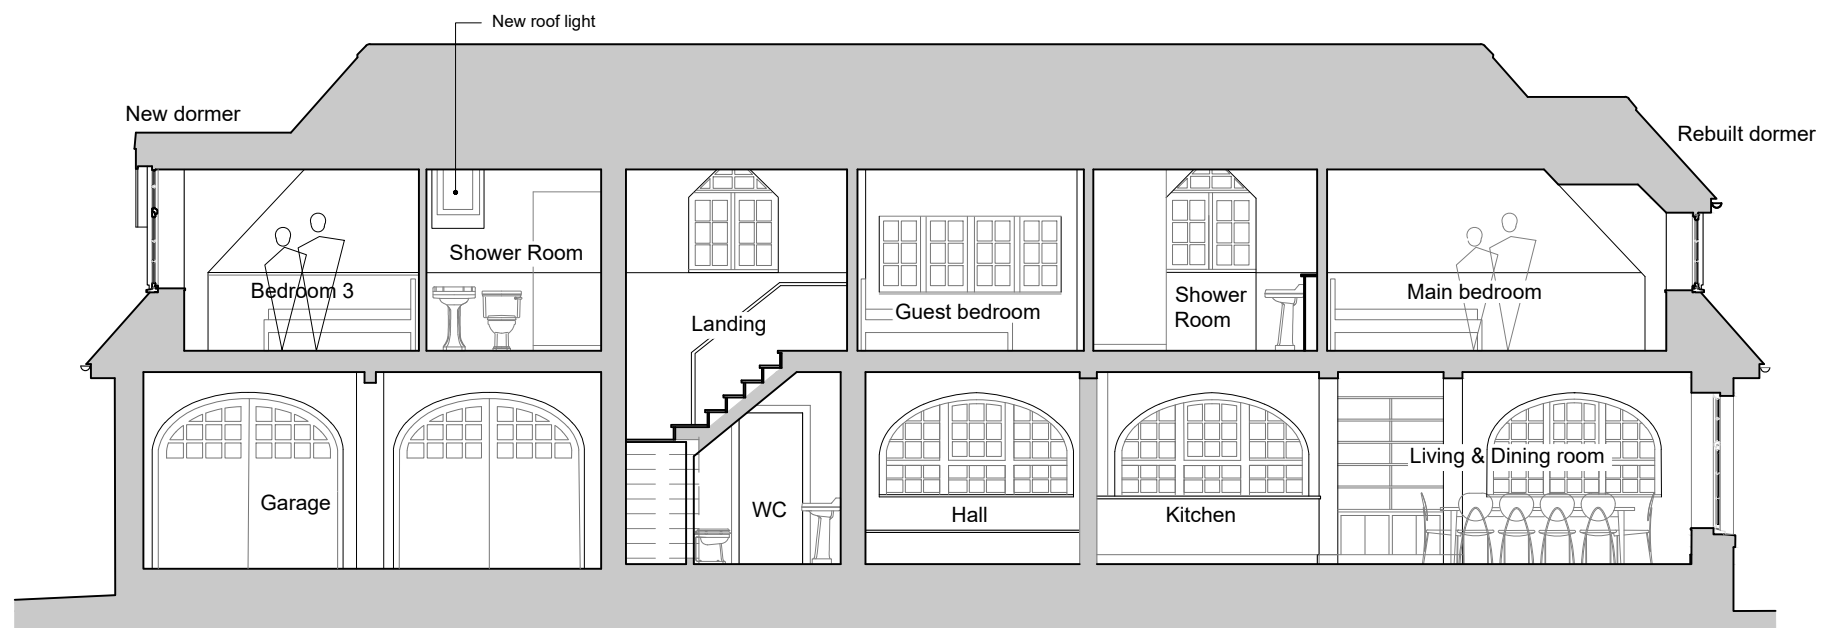 New roof light
New dormer
Rebuilt dormer
Shower Room
Bedroom 3
Landing
Guest bedroom
Shower
Room
Main bedroom
Garage
WC
Hall
Kitchen
Living & Dining room